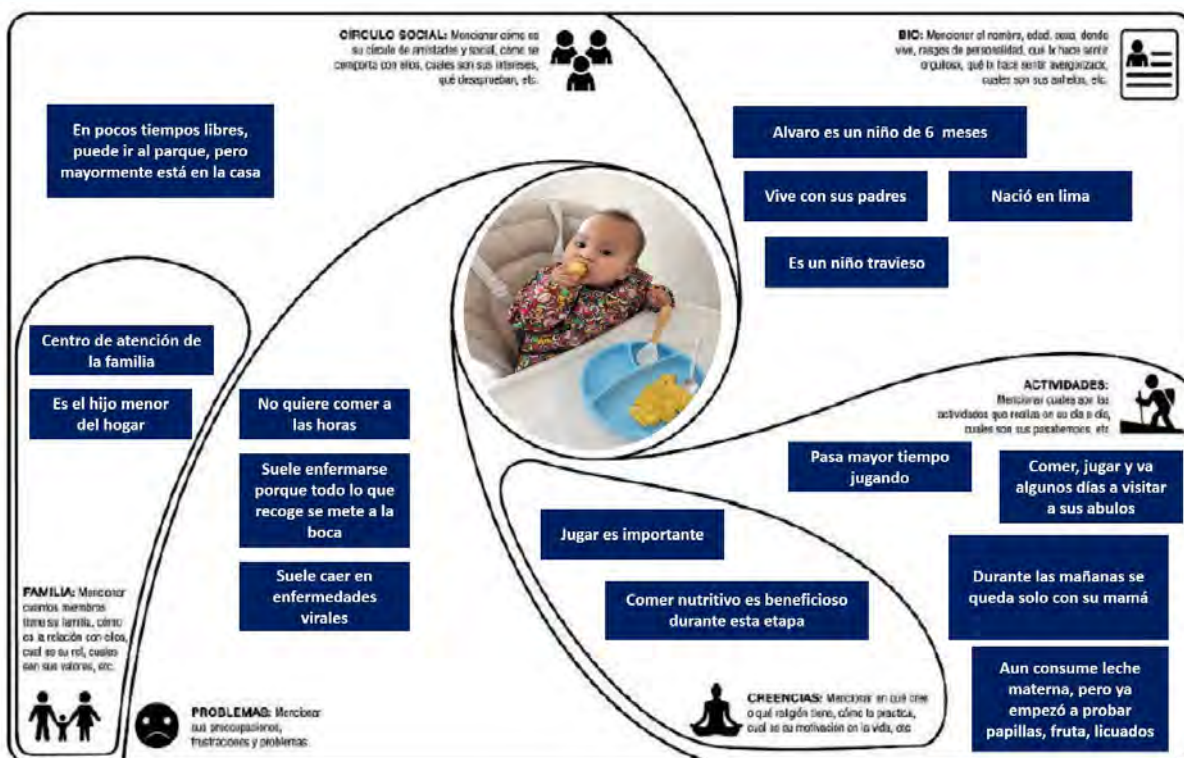 CÍRCULO SOCIAL: Mencionar cómo es
su círculo de amistades y social, cómo se
comporta con ellos, cuales son sus intereses,
qué desaprueban, etc.
En pocos tiempos libres,
puede ir al parque, pero
mayormente está en la casa
BIO: Mencionar el nombre, edad, sexo, donde
vive, rasgos de personalidad, qué la hace sentir
orgullosa, qué la hace sentir avergonzada,
cuales son sus anhelos, etc.
Alvaro es un niño de 6 meses
Vive con sus padres
Nació en lima
Es un niño travieso
Centro de atención de
la familia
Es el hijo menor
del hogar
FAMILIA: Mencionar
cuantos miembros
tiene su familia, cómo
es la relación con ellos,
cual es su rol, cuales
son sus valores, etc.
No quiere comer a
las horas
Suele enfermarse
porque todo lo que
recoge se mete a la
boca
Suele caer en
enfermedades
virales
PROBLEMAS: Mencionar
sus preocupaciones,
frustraciones y problemas
Jugar es importante
Comer nutritivo es beneficioso
durante esta etapa
CREENCIAS: Mencionar en qué cree
o qué religión tiene, cómo la practica,
cual es su motivación en la vida, etc
ACTIVIDADES:
Mencionar cuales son las
actividades que realiza en su día a día,
cuales son sus pasatiempos, etc
Pasa mayor tiempo
jugando
Comer, jugar y va
algunos días a visitar
a sus abulos
Durante las mañanas se
queda solo con su mamá
Aun consume leche
materna, pero ya
empezó a probar
papillas, fruta, licuados